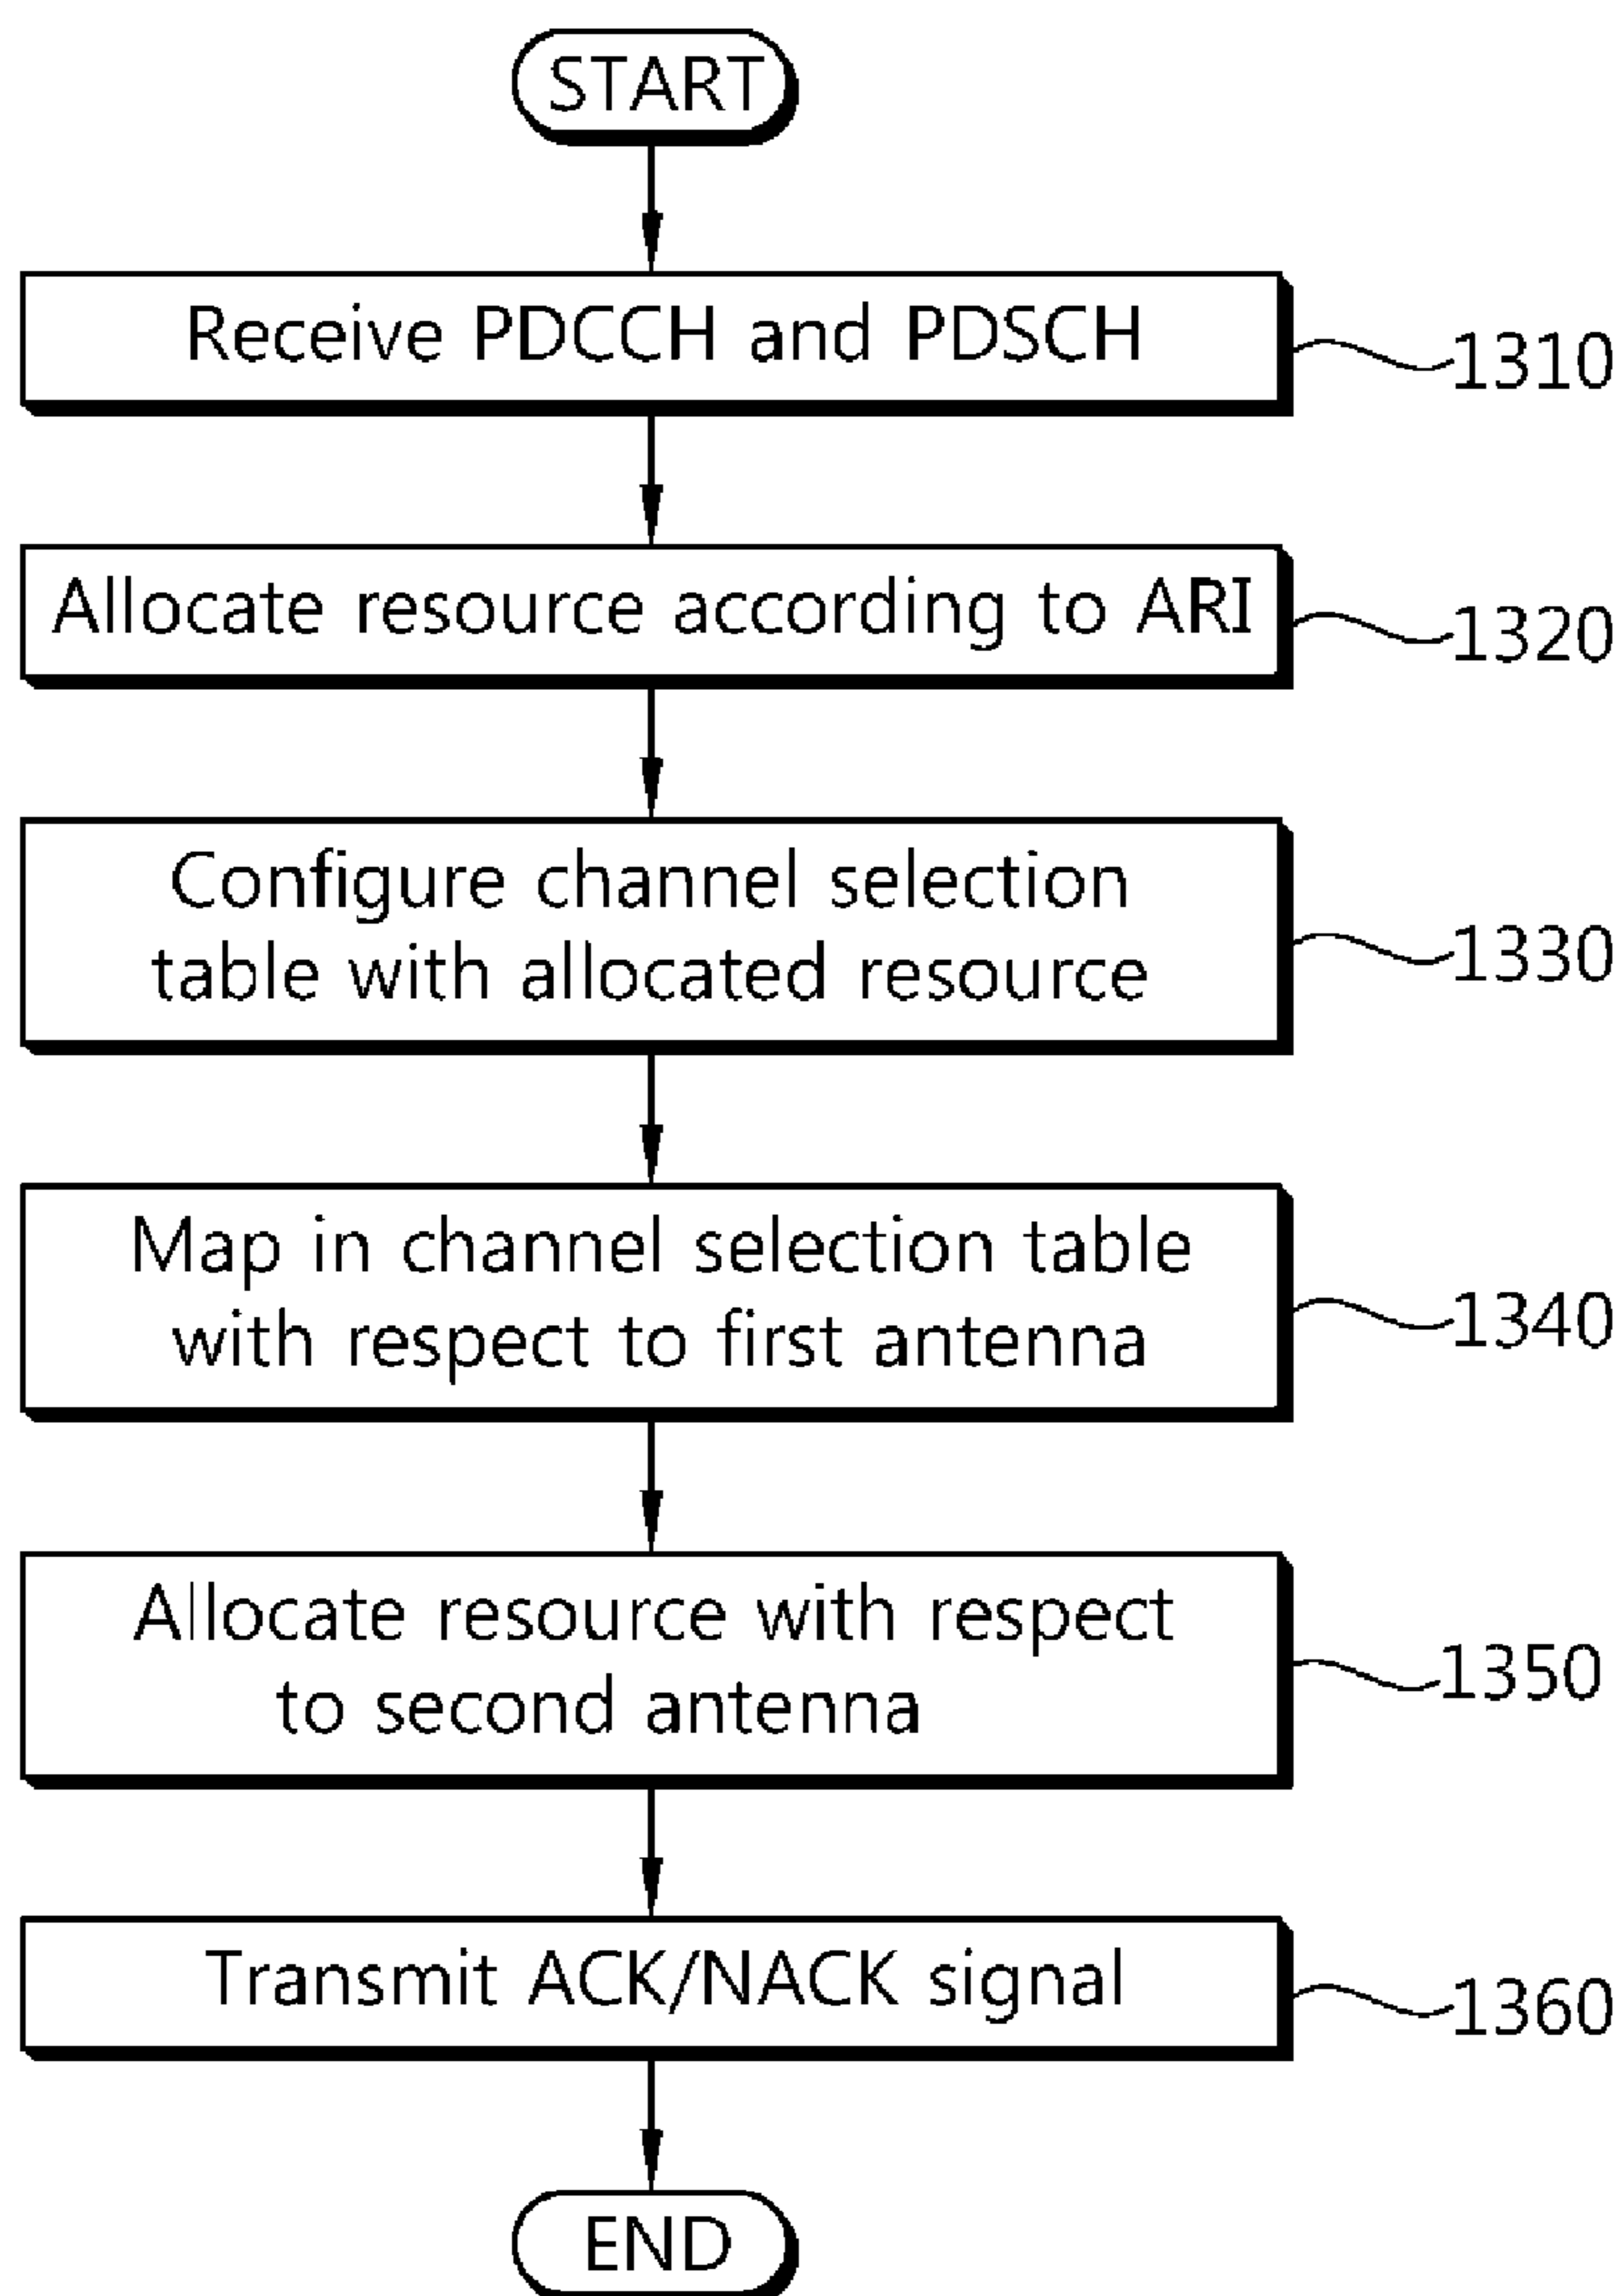 START
Receive PDCCH and PDSCH
1310
Allocate resource according to ARI
1320
Configure channel selection
table with allocated resource
1330
Map in channel selection table
with respect to first antenna
1340
Allocate resource with respect
to second antenna
1350
Transmit ACK/NACK signal
1360
END